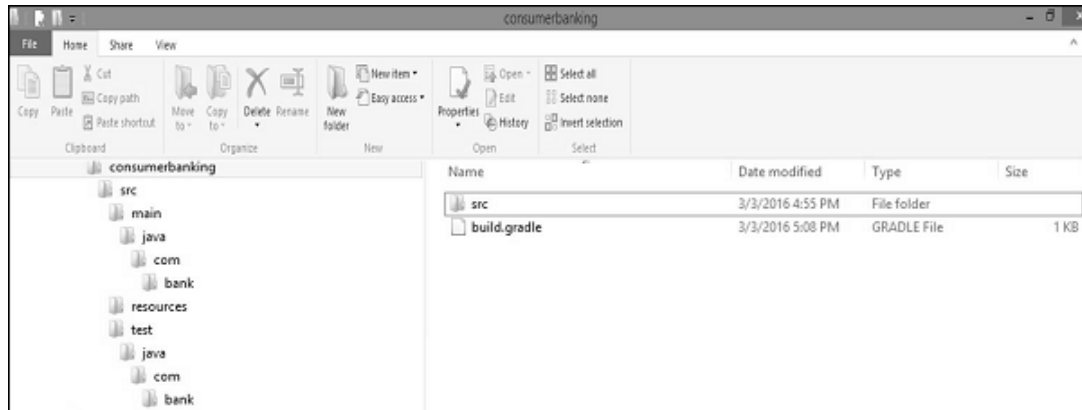 consumerbanking
File Home Share View
Copy
Paste
Cut
Copy path
Paste shortcut
Clipboard
Move to
Copy to
Delete
Rename
Organize
New folder
New item
Easy access
New
Properties
Open
Edit
History
Open
Select all
Select none
Invert selection
Select
consumerbanking
src
main
java
com
bank
resources
test
java
com
bank
Name Date modified Type Size
src 3/3/2016 4:55 PM File folder
build.gradle 3/3/2016 5:08 PM GRADLE File 1 KB